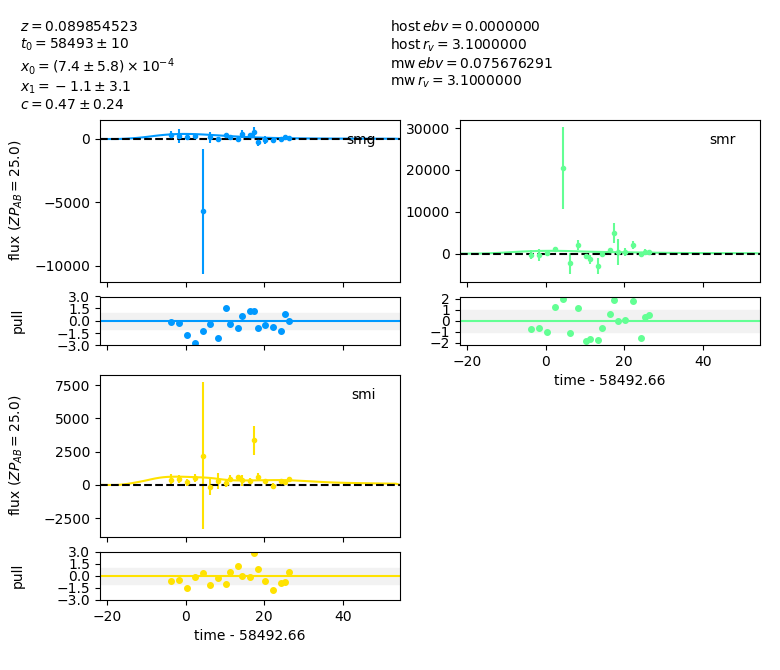 z = 0.089854523
t₀ = 58493 ± 10
x₀ = (7.4 ± 5.8) × 10⁻⁴
x₁ = −1.1 ± 3.1
c = 0.47 ± 0.24
host ebv = 0.0000000
host r_v = 3.1000000
mw ebv = 0.075676291
mw r_v = 3.1000000
smg
0
−5000
−10000
flux (ZP_AB = 25.0)
3.0
1.5
0.0
−1.5
−3.0
pull
smr
30000
20000
10000
0
2
1
0
−1
−2
−20
0
20
40
time - 58492.66
smi
7500
5000
2500
0
−2500
flux (ZP_AB = 25.0)
3.0
1.5
0.0
−1.5
−3.0
pull
−20
0
20
40
time - 58492.66